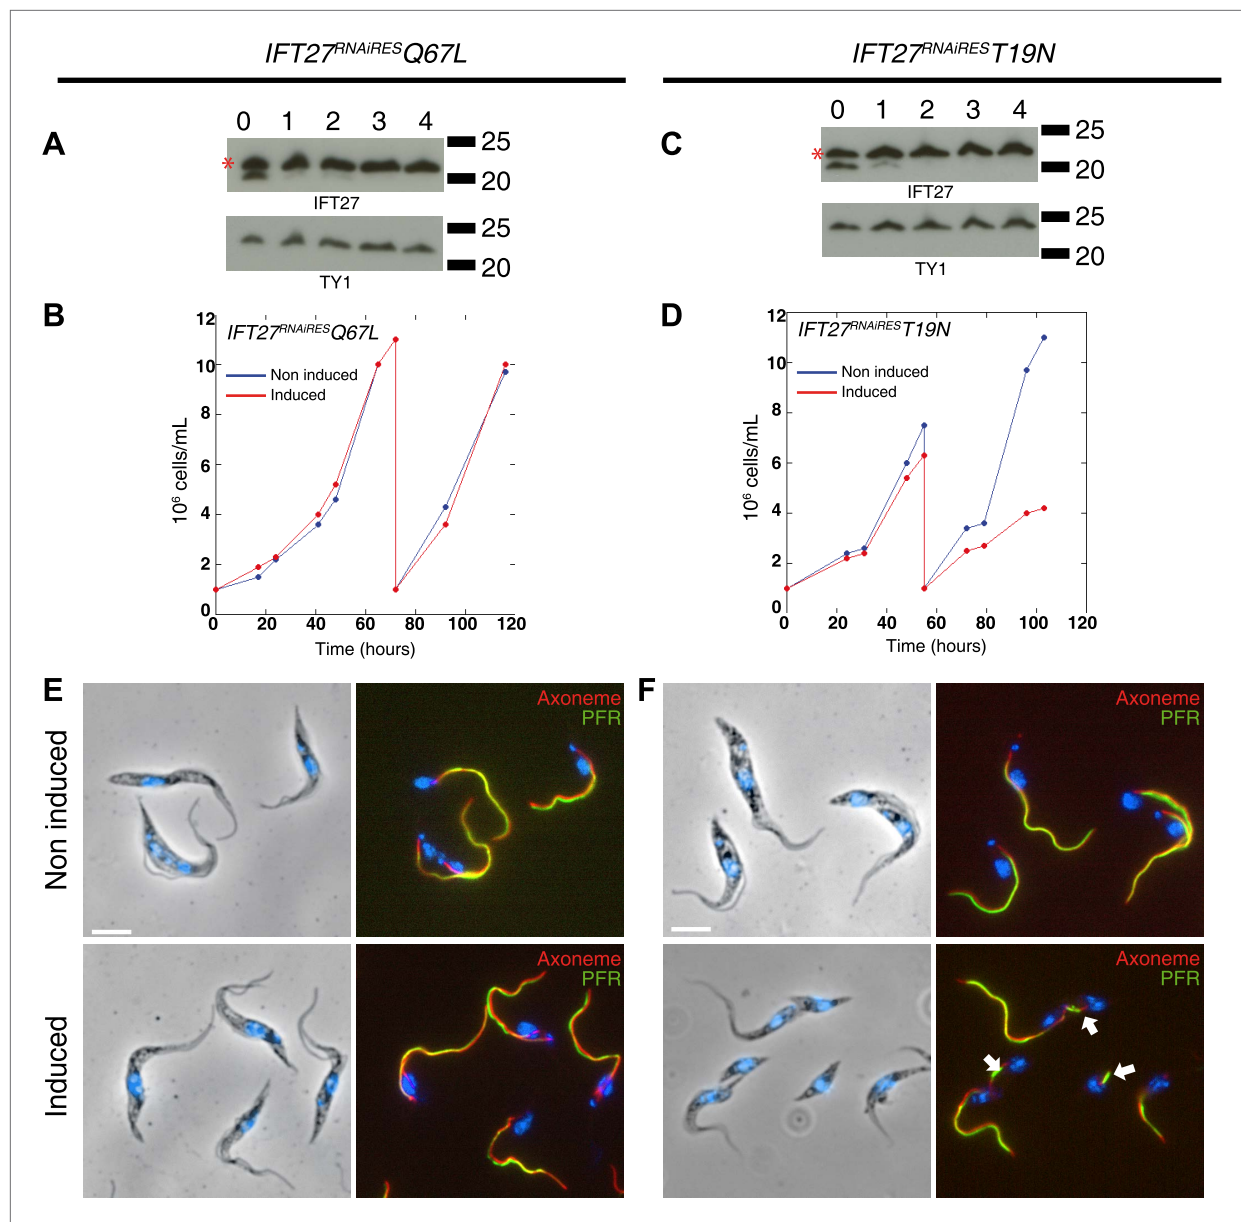 IFT27RNAiRESQ67L
IFT27RNAiREST19N
A
0 1 2 3 4
*
25
20
IFT27
25
20
TY1
C
0 1 2 3 4
*
25
20
IFT27
25
20
TY1
B
IFT27RNAiRESQ67L
Non induced
Induced
12
10
8
6
4
2
0
10⁶ cells/mL
0 20 40 60 80 100 120
Time (hours)
D
IFT27RNAiREST19N
Non induced
Induced
12
10
8
6
4
2
0
10⁶ cells/mL
0 20 40 60 80 100 120
Time (hours)
E
Non induced
Axoneme
PFR
Induced
Axoneme
PFR
F
Axoneme
PFR
Axoneme
PFR